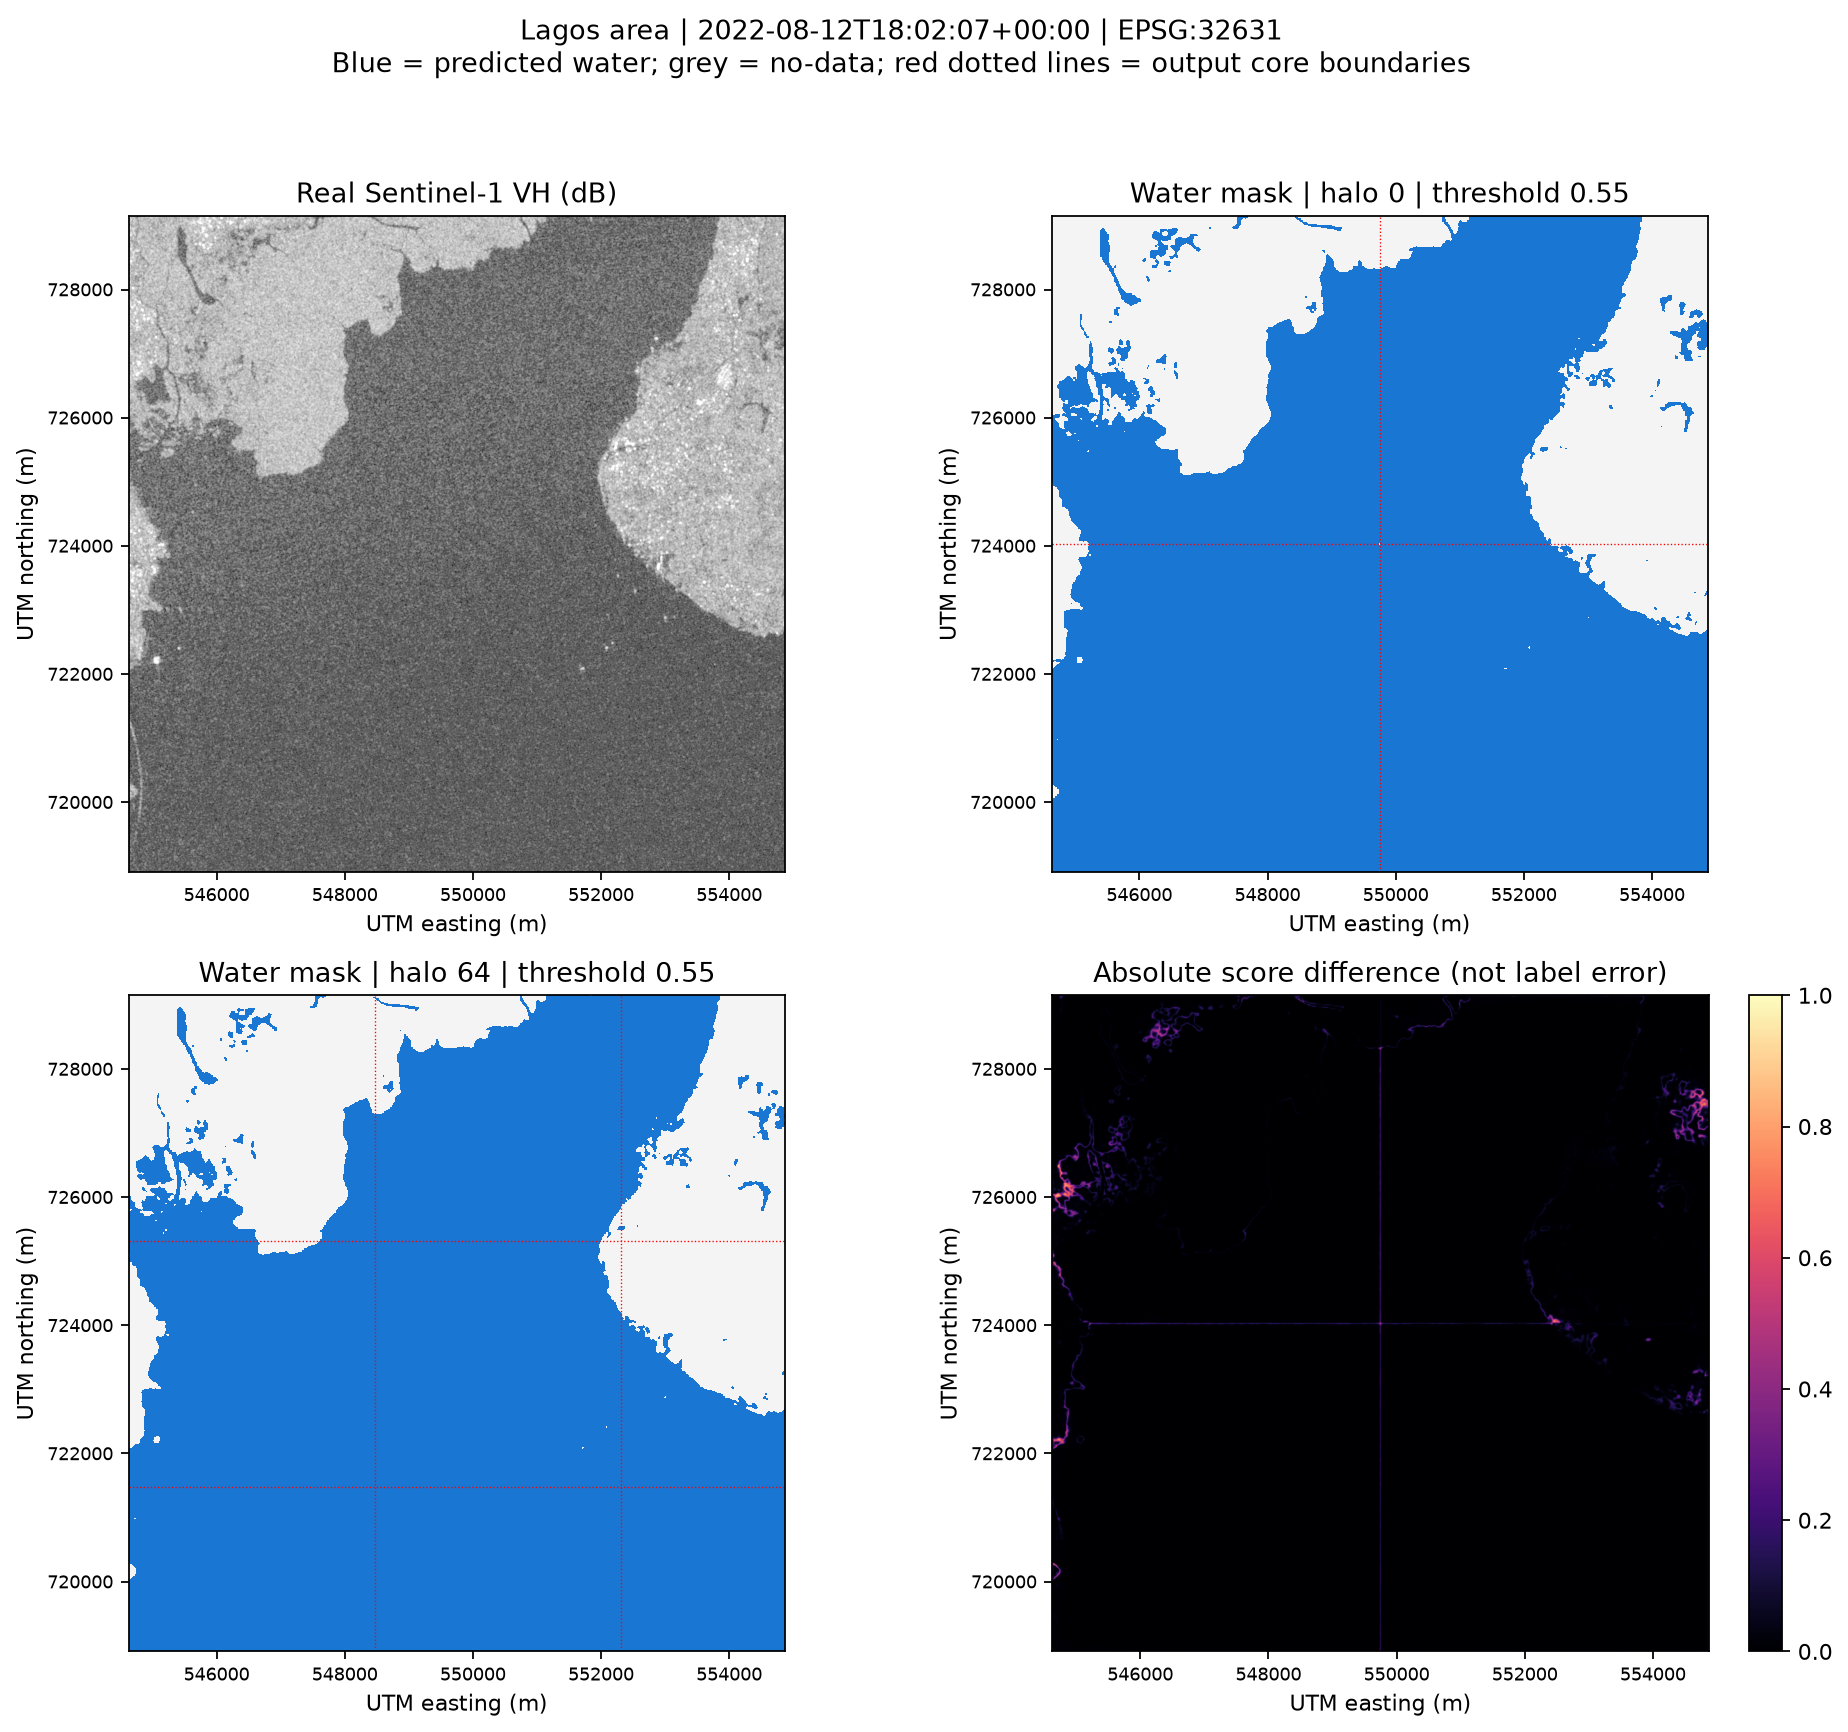 Lagos area | 2022-08-12T18:02:07+00:00 | EPSG:32631
Blue = predicted water; grey = no-data; red dotted lines = output core boundaries
Real Sentinel-1 VH (dB)
UTM northing (m)
728000
726000
724000
722000
720000
546000 548000 550000 552000 554000
UTM easting (m)
Water mask | halo 0 | threshold 0.55
UTM northing (m)
728000
726000
724000
722000
720000
546000 548000 550000 552000 554000
UTM easting (m)
Water mask | halo 64 | threshold 0.55
UTM northing (m)
728000
726000
724000
722000
720000
546000 548000 550000 552000 554000
UTM easting (m)
Absolute score difference (not label error)
UTM northing (m)
728000
726000
724000
722000
720000
546000 548000 550000 552000 554000
UTM easting (m)
1.0
0.8
0.6
0.4
0.2
0.0